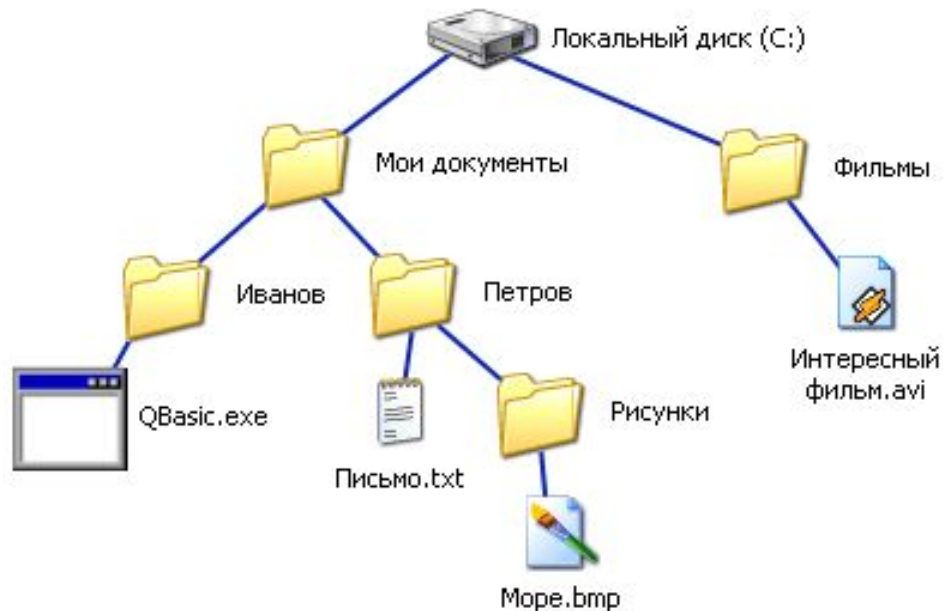 Локальный диск (C:)
Мои документы
Фильмы
Иванов
Петров
Интересный
фильм.avi
QBasic.exe
Рисунки
Письмо.txt
Море.bmp